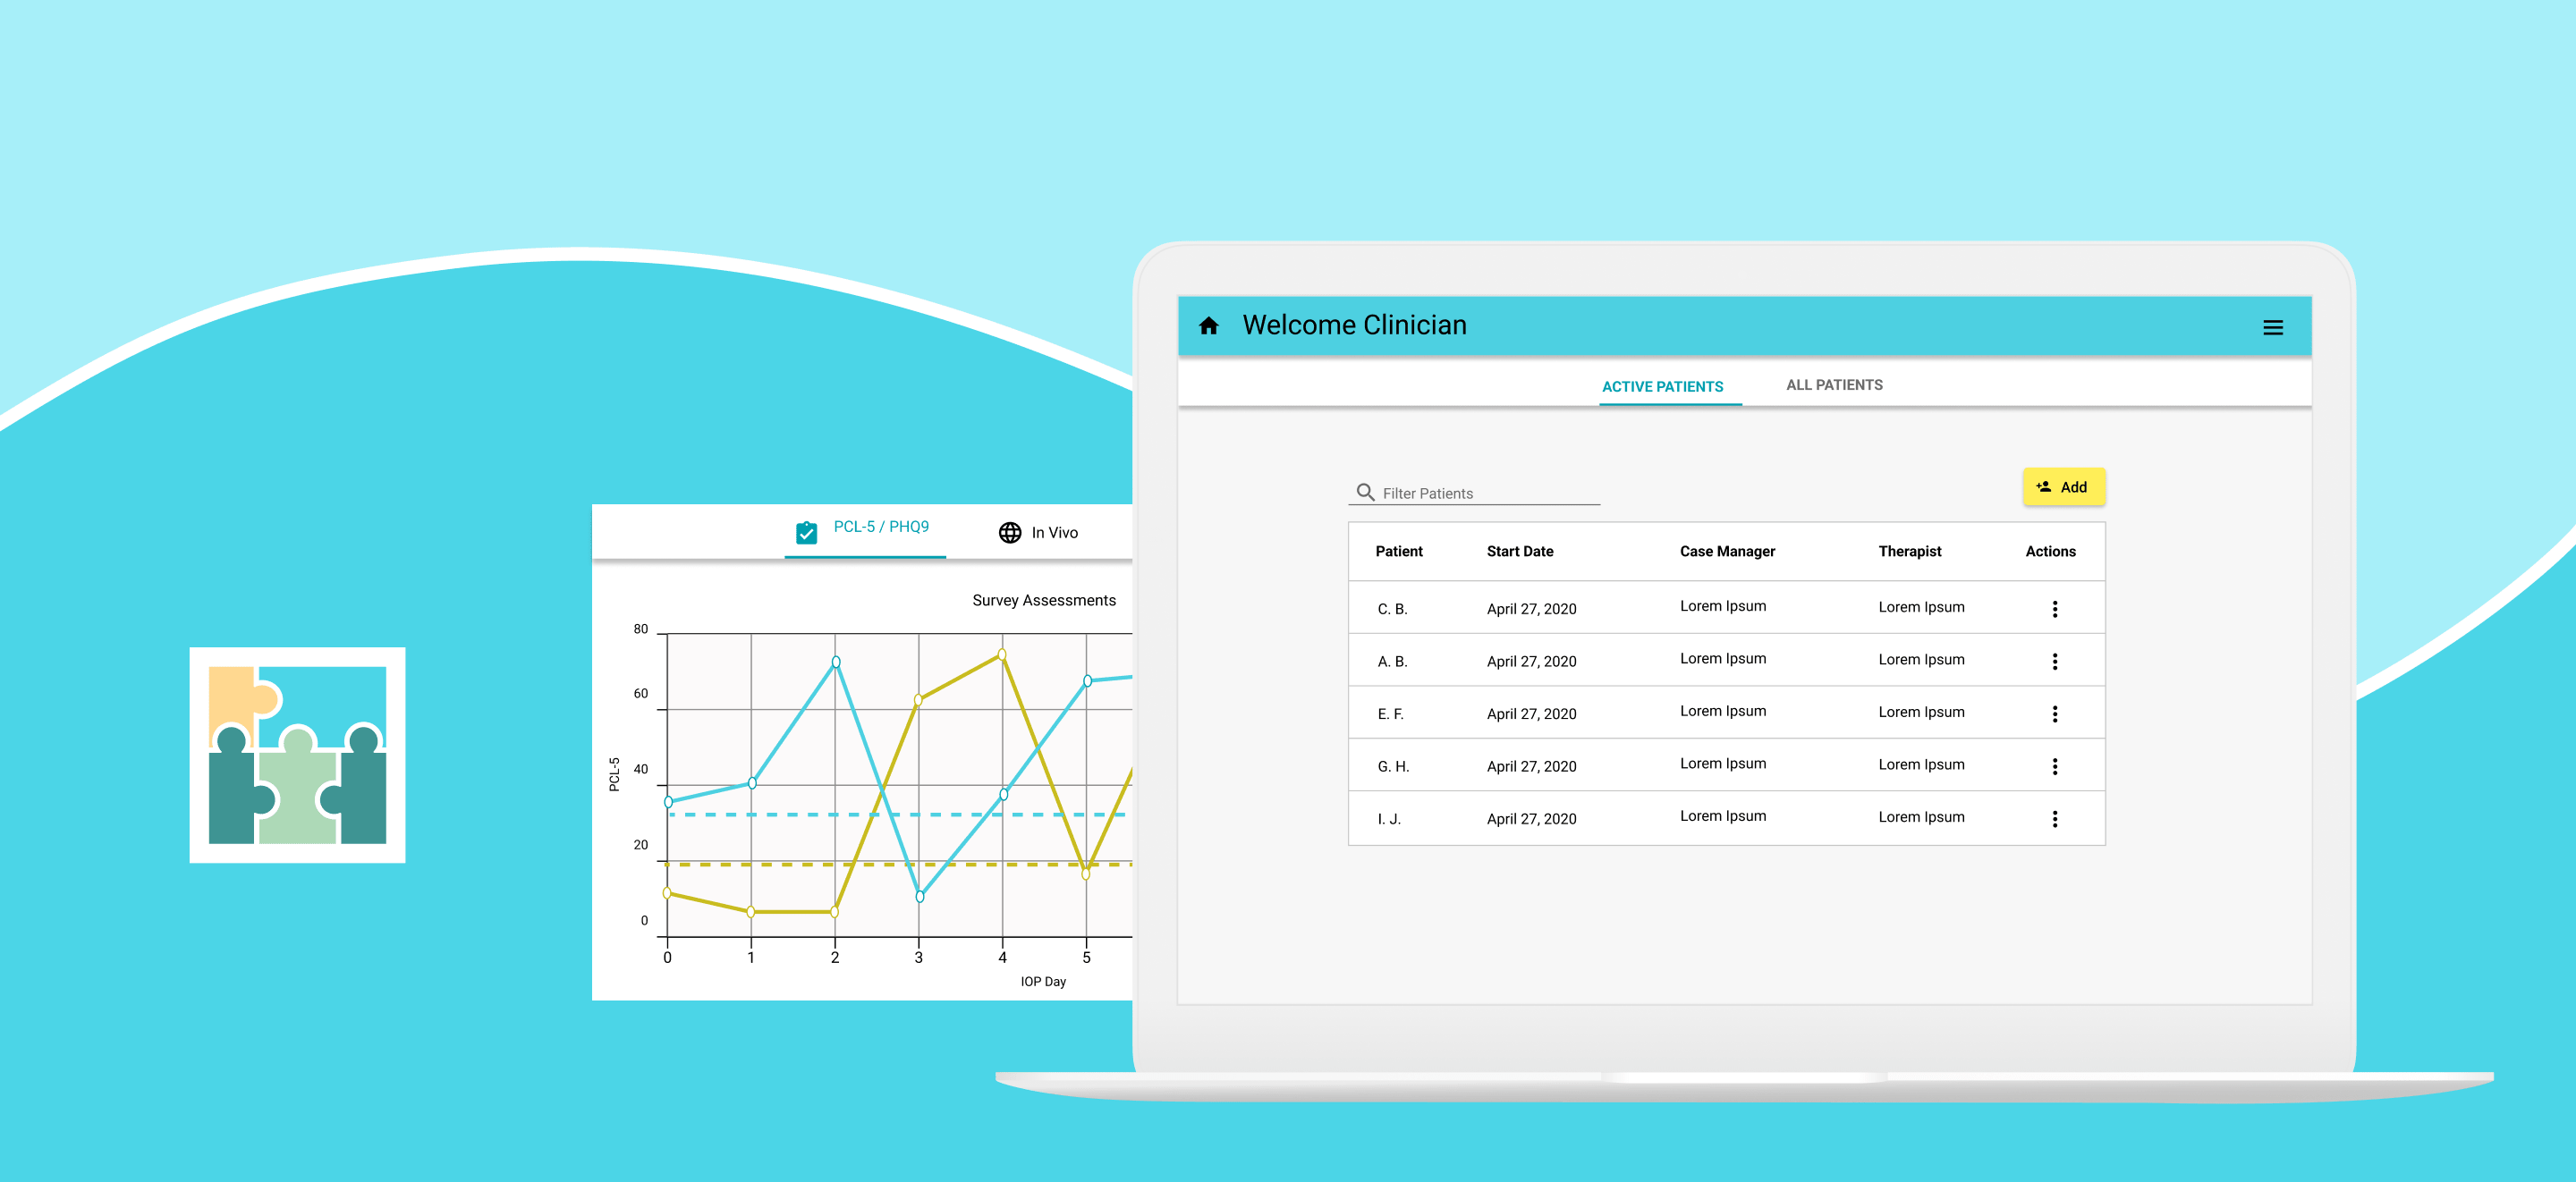 Welcome Clinician
ACTIVE PATIENTS ALL PATIENTS
Filter Patients
Add
Patient Start Date Case Manager Therapist Actions
C. B. April 27, 2020 Lorem Ipsum Lorem Ipsum
A. B. April 27, 2020 Lorem Ipsum Lorem Ipsum
E. F. April 27, 2020 Lorem Ipsum Lorem Ipsum
G. H. April 27, 2020 Lorem Ipsum Lorem Ipsum
I. J. April 27, 2020 Lorem Ipsum Lorem Ipsum
PCL-5 / PHQ9 In Vivo
Survey Assessments
80
60
PCL-5
40
20
0
0 1 2 3 4 5
IOP Day